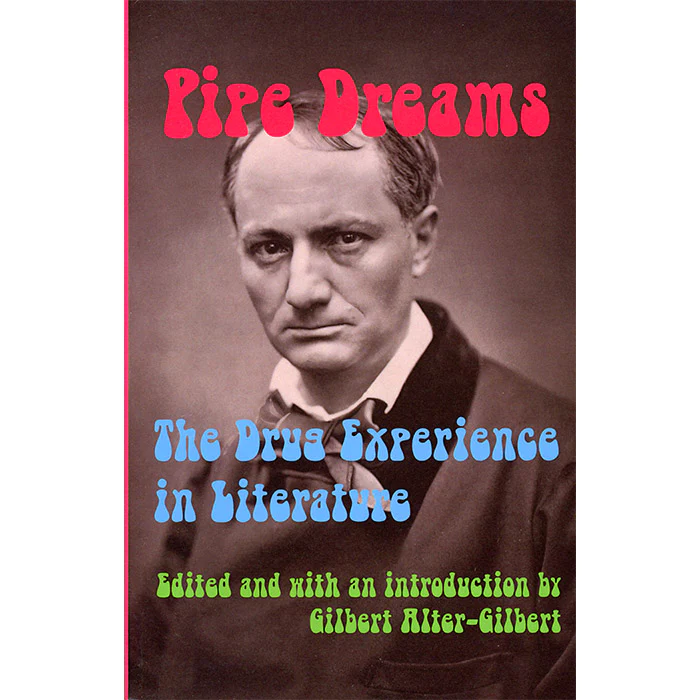 Pipe Dreams
The Drug Experience
in Literature
Edited and with an introduction by
Gilbert Alter-Gilbert